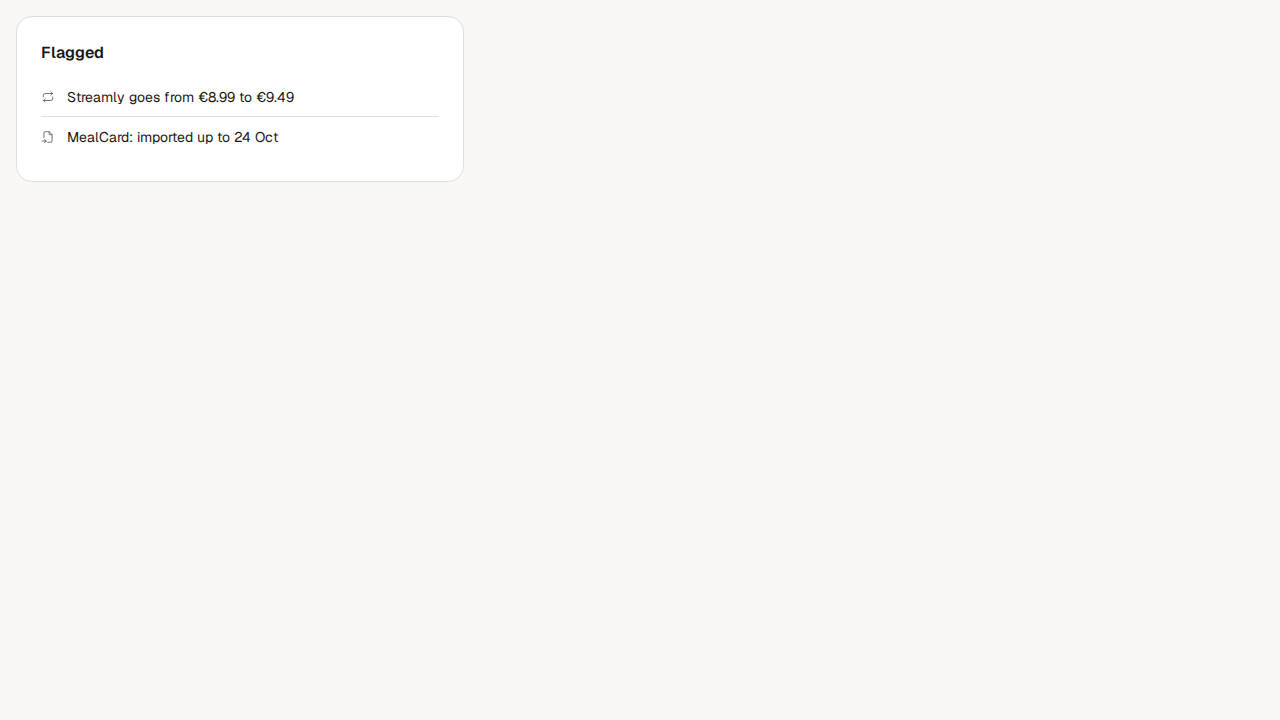 Flagged
Streamly goes from €8.99 to €9.49
MealCard: imported up to 24 Oct